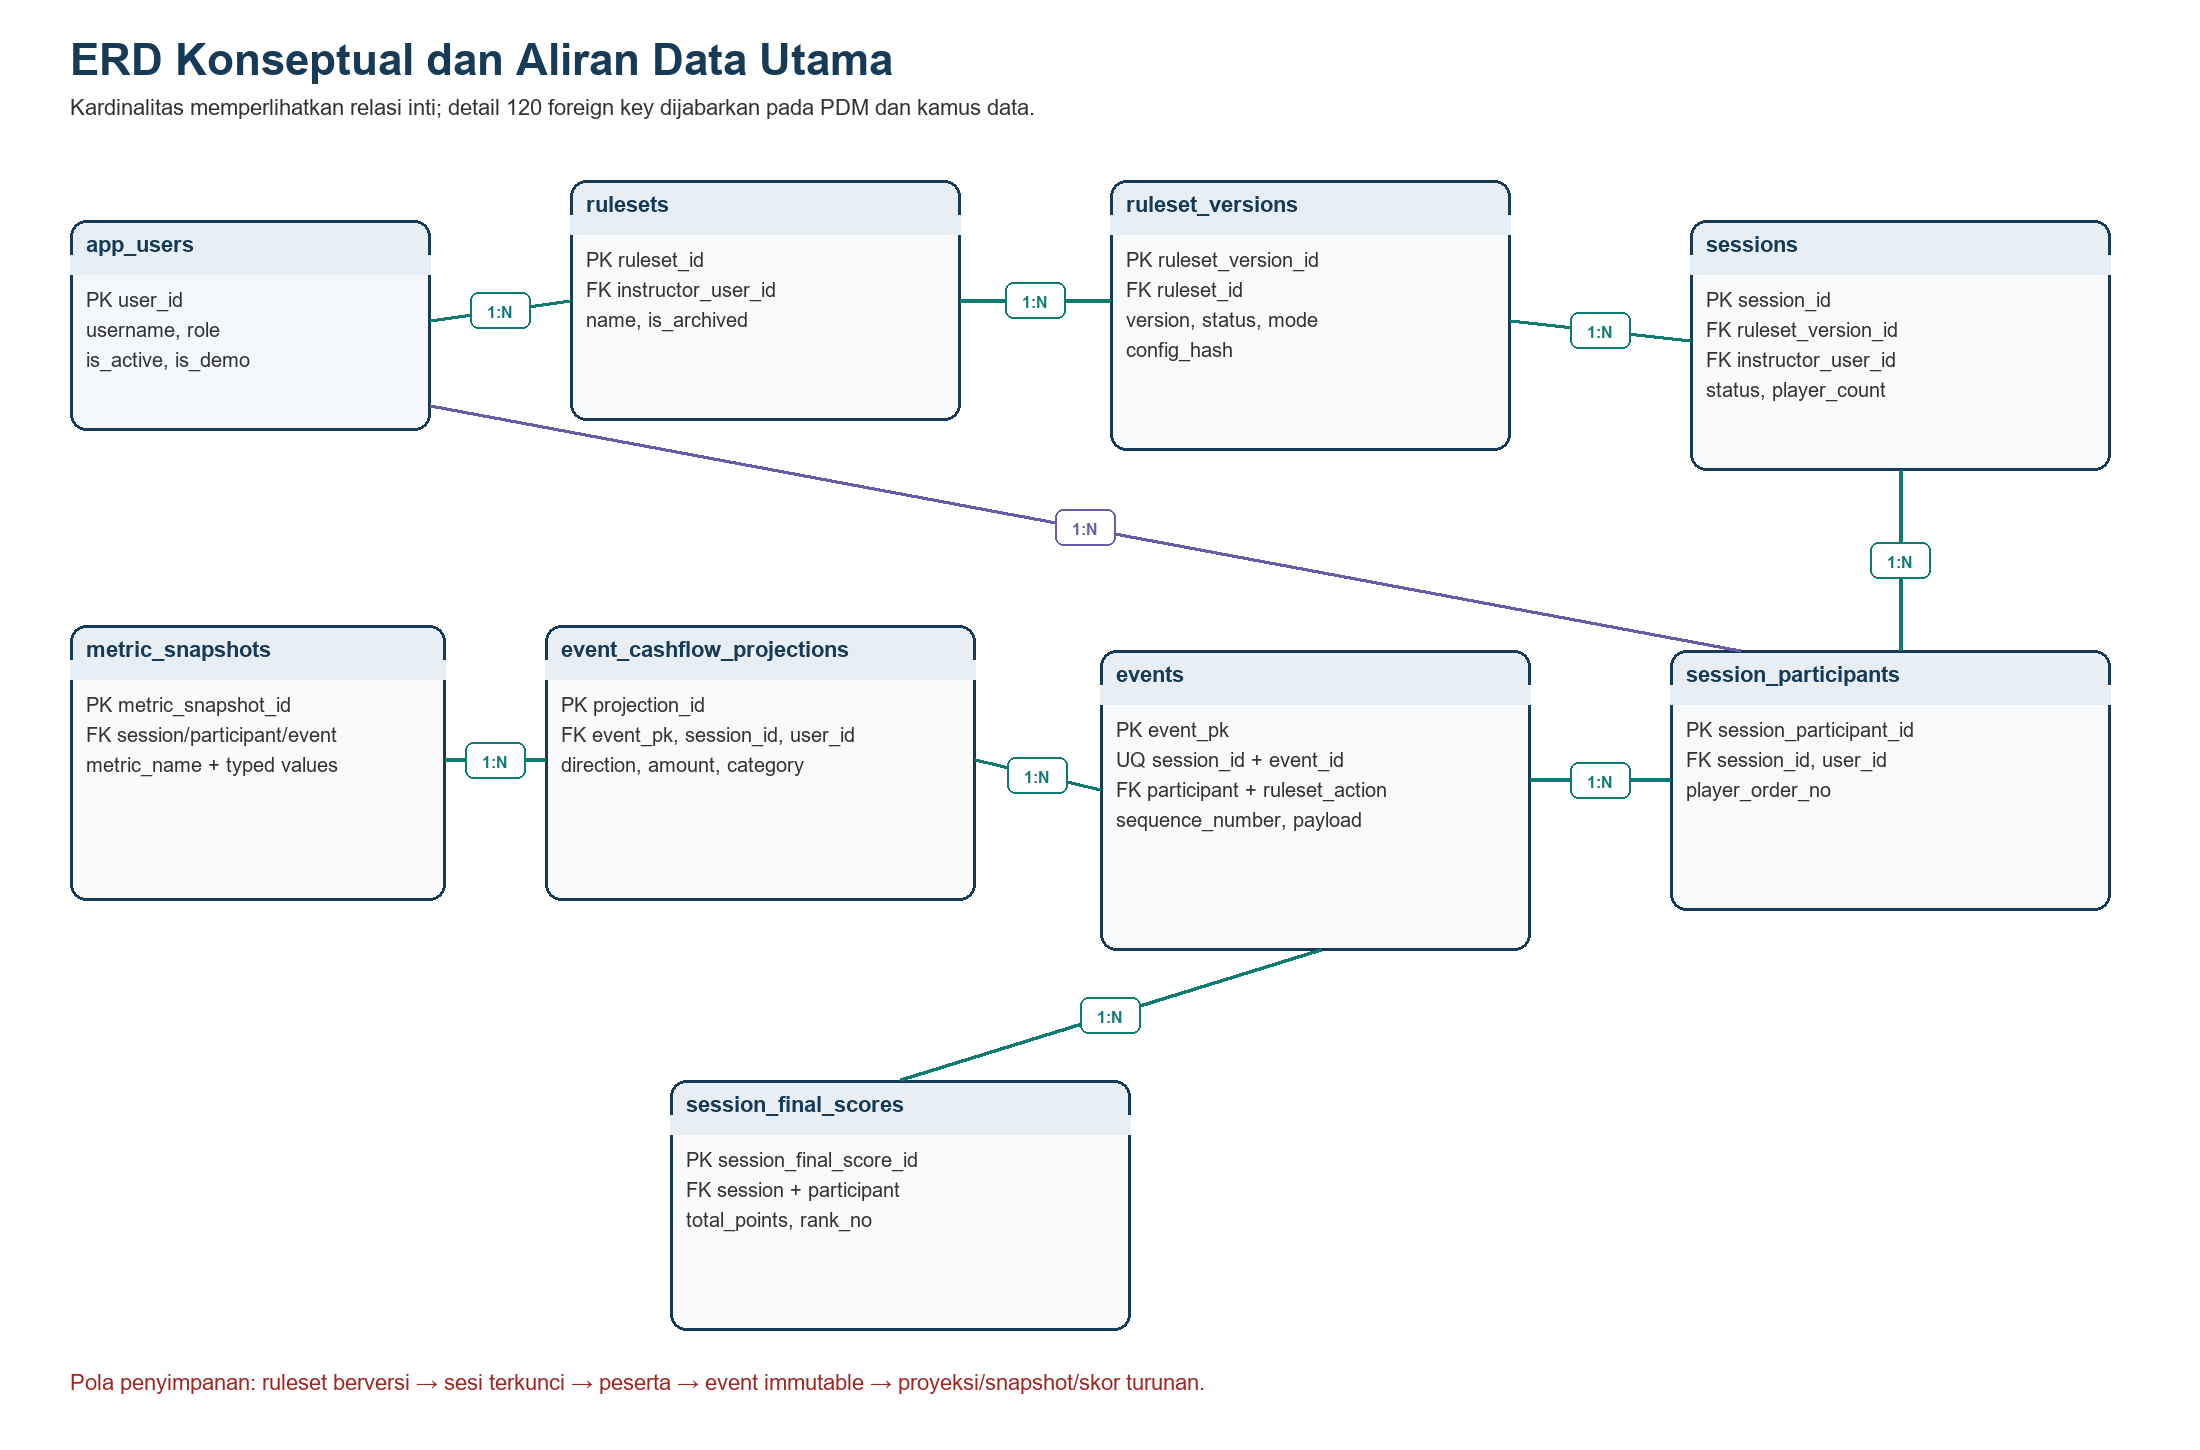 ERD Konseptual dan Aliran Data Utama
Kardinalitas memperlihatkan relasi inti; detail 120 foreign key dijabarkan pada PDM dan kamus data.
app_users
PK user_id
username, role
is_active, is_demo
1:N
rulesets
PK ruleset_id
FK instructor_user_id
name, is_archived
1:N
ruleset_versions
PK ruleset_version_id
FK ruleset_id
version, status, mode
config_hash
1:N
sessions
PK session_id
FK ruleset_version_id
FK instructor_user_id
status, player_count
1:N
1:N
metric_snapshots
PK metric_snapshot_id
FK session/participant/event
metric_name + typed values
1:N
event_cashflow_projections
PK projection_id
FK event_pk, session_id, user_id
direction, amount, category
1:N
events
PK event_pk
UQ session_id + event_id
FK participant + ruleset_action
sequence_number, payload
1:N
session_participants
PK session_participant_id
FK session_id, user_id
player_order_no
1:N
session_final_scores
PK session_final_score_id
FK session + participant
total_points, rank_no
Pola penyimpanan: ruleset berversi → sesi terkunci → peserta → event immutable → proyeksi/snapshot/skor turunan.